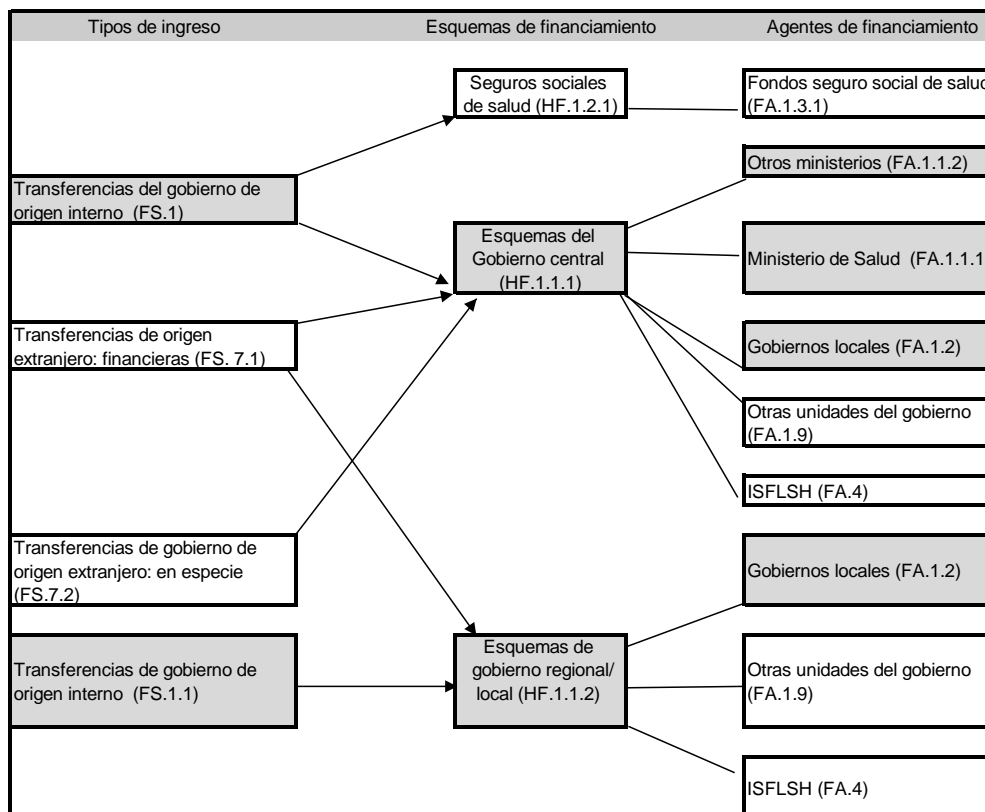 Tipos de ingreso
Esquemas de financiamiento
Agentes de financiamiento
Seguros sociales
de salud (HF.1.2.1)
Fondos seguro social de salud
(FA.1.3.1)
Otros ministerios (FA.1.1.2)
Transferencias del gobierno de
origen interno (FS.1)
Esquemas del
Gobierno central
(HF.1.1.1)
Ministerio de Salud (FA.1.1.1
Transferencias de origen
extranjero: financieras (FS. 7.1)
Gobiernos locales (FA.1.2)
Otras unidades del gobierno
(FA.1.9)
ISFLSH (FA.4)
Transferencias de gobierno de
origen extranjero: en especie
(FS.7.2)
Gobiernos locales (FA.1.2)
Transferencias de gobierno de
origen interno (FS.1.1)
Esquemas de
gobierno regional/
local (HF.1.1.2)
Otras unidades del gobierno
(FA.1.9)
ISFLSH (FA.4)